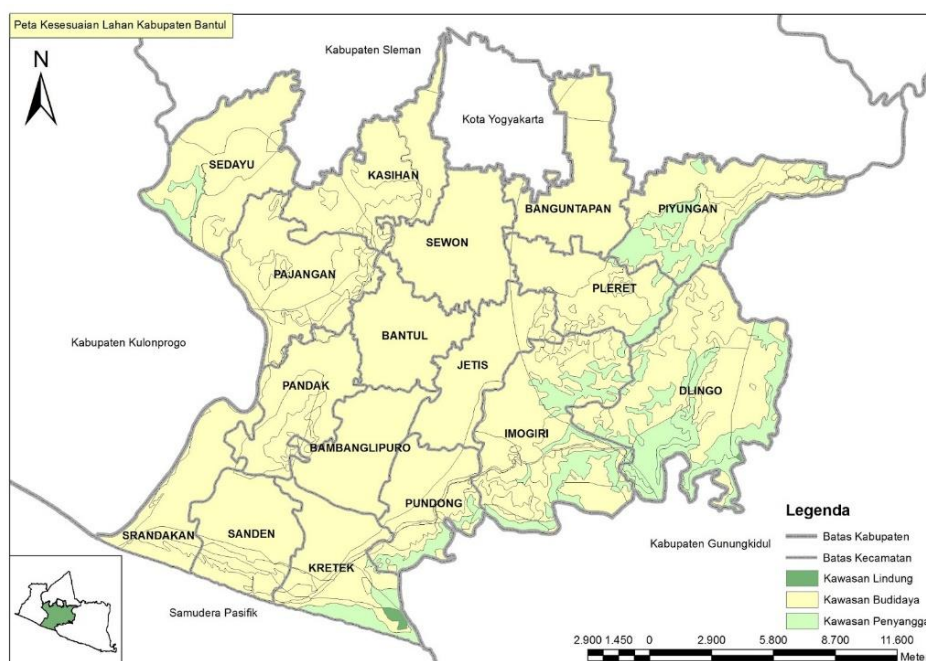 Peta Kesesuaian Lahan Kabupaten Bantul
Kabupaten Sleman
N
Kota Yogyakarta
SEDAYU
KASIHAN
BANGUNTAPAN
PIYUNGAN
SEWON
PAJANGAN
PLERET
Kabupaten Kulonprogo
BANTUL
JETIS
PANDAK
DLINGO
IMOGIRI
BAMBANGLIPURO
PUNDONG
SRANDAKAN
SANDEN
KRETEK
Kabupaten Gunungkidul
Samudera Pasifik
Legenda
Batas Kabupaten
Batas Kecamatan
Kawasan Lindung
Kawasan Budidaya
Kawasan Penyangga
2.900 1.450 0 2.900 5.800 8.700 11.600
Mete